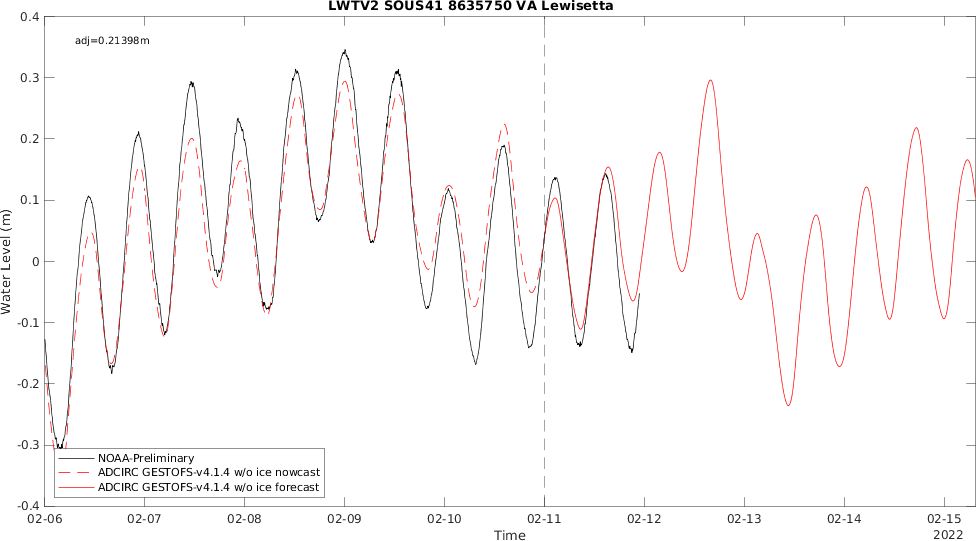 LWTV2 SOUS41 8635750 VA Lewisetta
adj=0.21398m
0.4
0.3
0.2
0.1
0
-0.1
-0.2
-0.3
-0.4
Water Level (m)
NOAA-Preliminary
ADCIRC GESTOFS-v4.1.4 w/o ice nowcast
ADCIRC GESTOFS-v4.1.4 w/o ice forecast
02-06 02-07 02-08 02-09 02-10 02-11 02-12 02-13 02-14 02-15
Time
2022